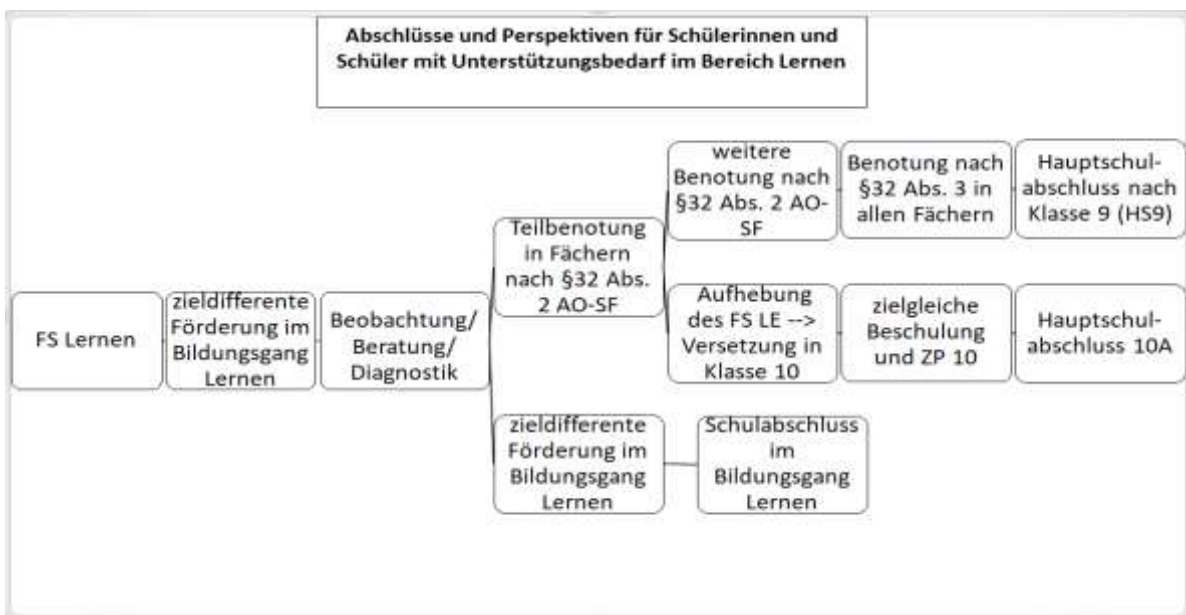 Abschlüsse und Perspektiven für Schülerinnen und
Schüler mit Unterstützungsbedarf im Bereich Lernen
FS Lernen
zieldifferente
Förderung im
Bildungsgang
Lernen
Beobachtung/
Beratung/
Diagnostik
Teilbenotung
in Fächern
nach §32 Abs.
2 AO-SF
weitere
Benotung nach
§32 Abs. 2 AO-
SF
Benotung nach
§32 Abs. 3 in
allen Fächern
Hauptschul-
abschluss nach
Klasse 9 (HS9)
Aufhebung
des FS LE -->
Versetzung in
Klasse 10
zielgleiche
Beschulung
und ZP 10
Hauptschul-
abschluss 10A
zieldifferente
Förderung im
Bildungsgang
Lernen
Schulabschluss
im
Bildungsgang
Lernen